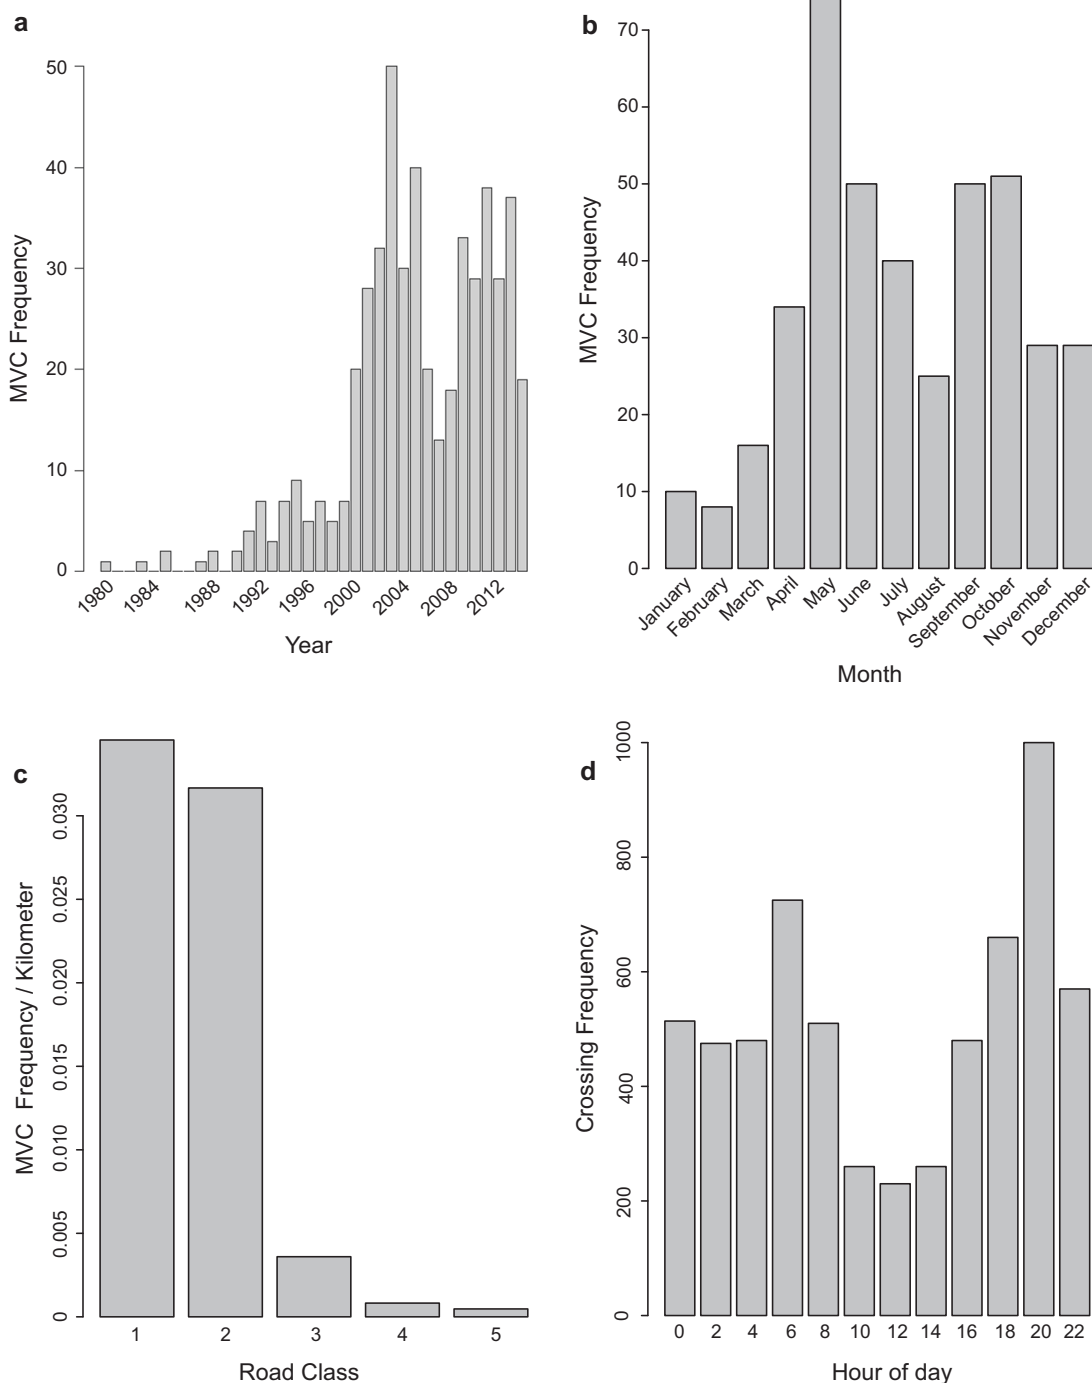 a
50
40
30
20
10
0
MVC Frequency
1980 1984 1988 1992 1996 2000 2004 2008 2012
Year
b
70
60
50
40
30
20
10
0
MVC Frequency
January February March April May June July August September October November December
Month
c
0.030
0.025
0.020
0.015
0.010
0.005
0
MVC Frequency / Kilometer
1 2 3 4 5
Road Class
d
1000
800
600
400
200
0
Crossing Frequency
0 2 4 6 8 10 12 14 16 18 20 22
Hour of day